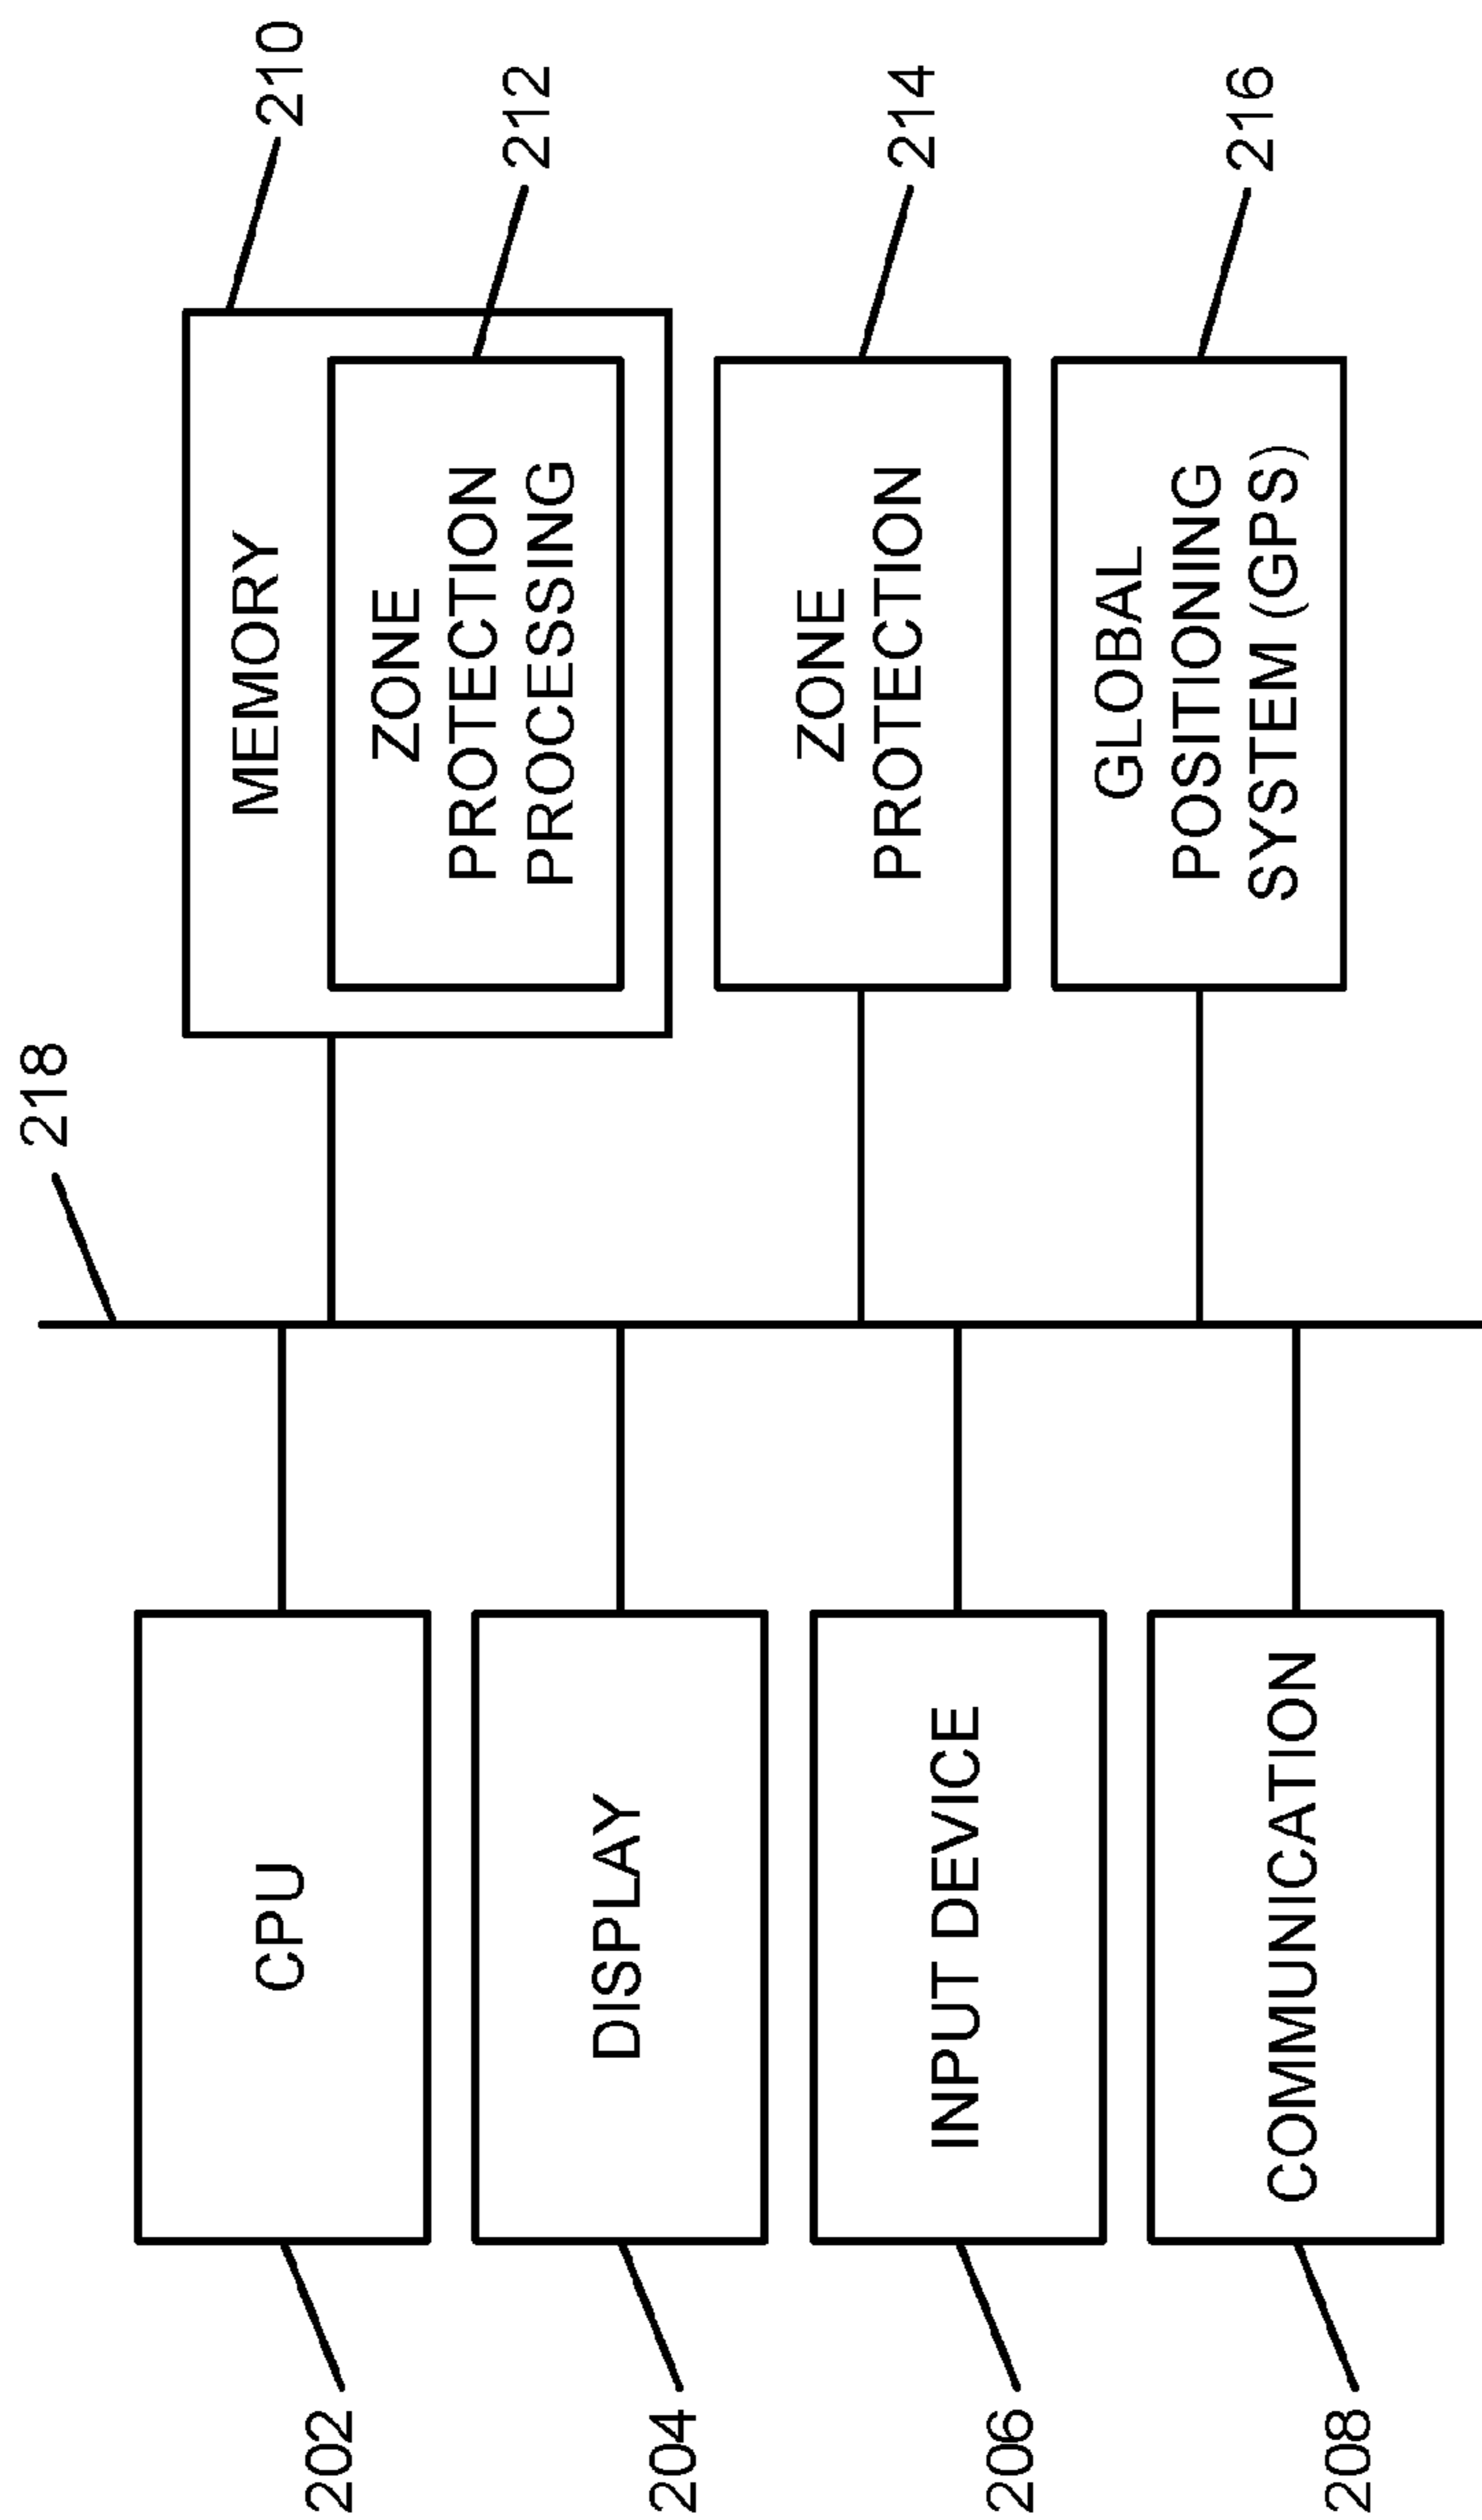 218
202
CPU
204
DISPLAY
206
INPUT DEVICE
208
COMMUNICATION
210
MEMORY
212
ZONE
PROTECTION
PROCESSING
214
ZONE
PROTECTION
216
GLOBAL
POSITIONING
SYSTEM (GPS)